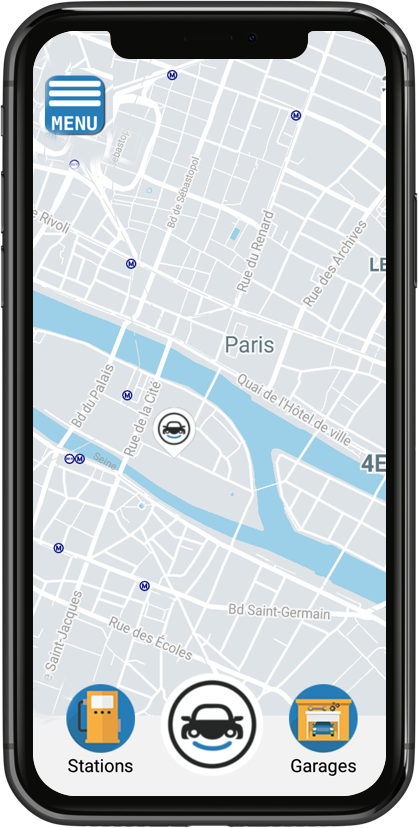 MENU
Sébastop
Bd de Sébastopol
e Rivoli
Rue du Renard
Rue des Archives
LE
Paris
Bd du Palais
Rue de la Cité
Quai de l'Hôtel de ville
4E
Seine
Bd Saint-Germain
Rue des Écoles
Saint-Jacques
Stations
Garages